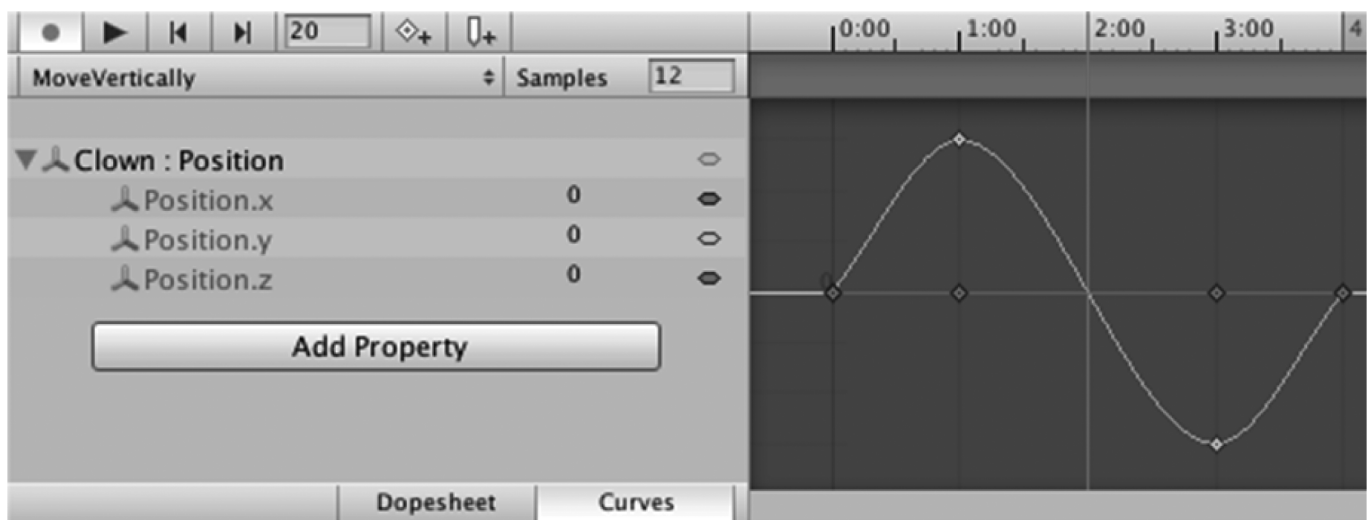 20 0:00 1:00 2:00 3:00 4
MoveVertically Samples 12
Clown : Position
Position.x 0
Position.y 0
Position.z 0
0
Add Property
Dopesheet Curves